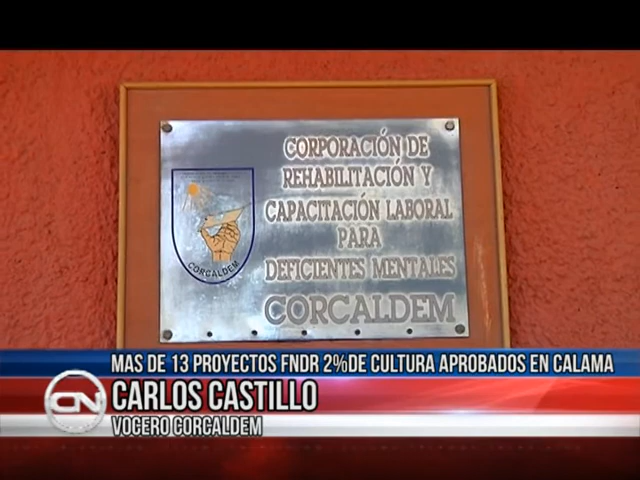 CORPORACIÓN DE
REHABILITACIÓN Y
CAPACITACIÓN LABORAL
PARA
DEFICIENTES MENTALES
CORCALDEM
CORCALDEM
MAS DE 13 PROYECTOS FNDR 2%DE CULTURA APROBADOS EN CALAMA
CN
CARLOS CASTILLO
VOCERO CORCALDEM